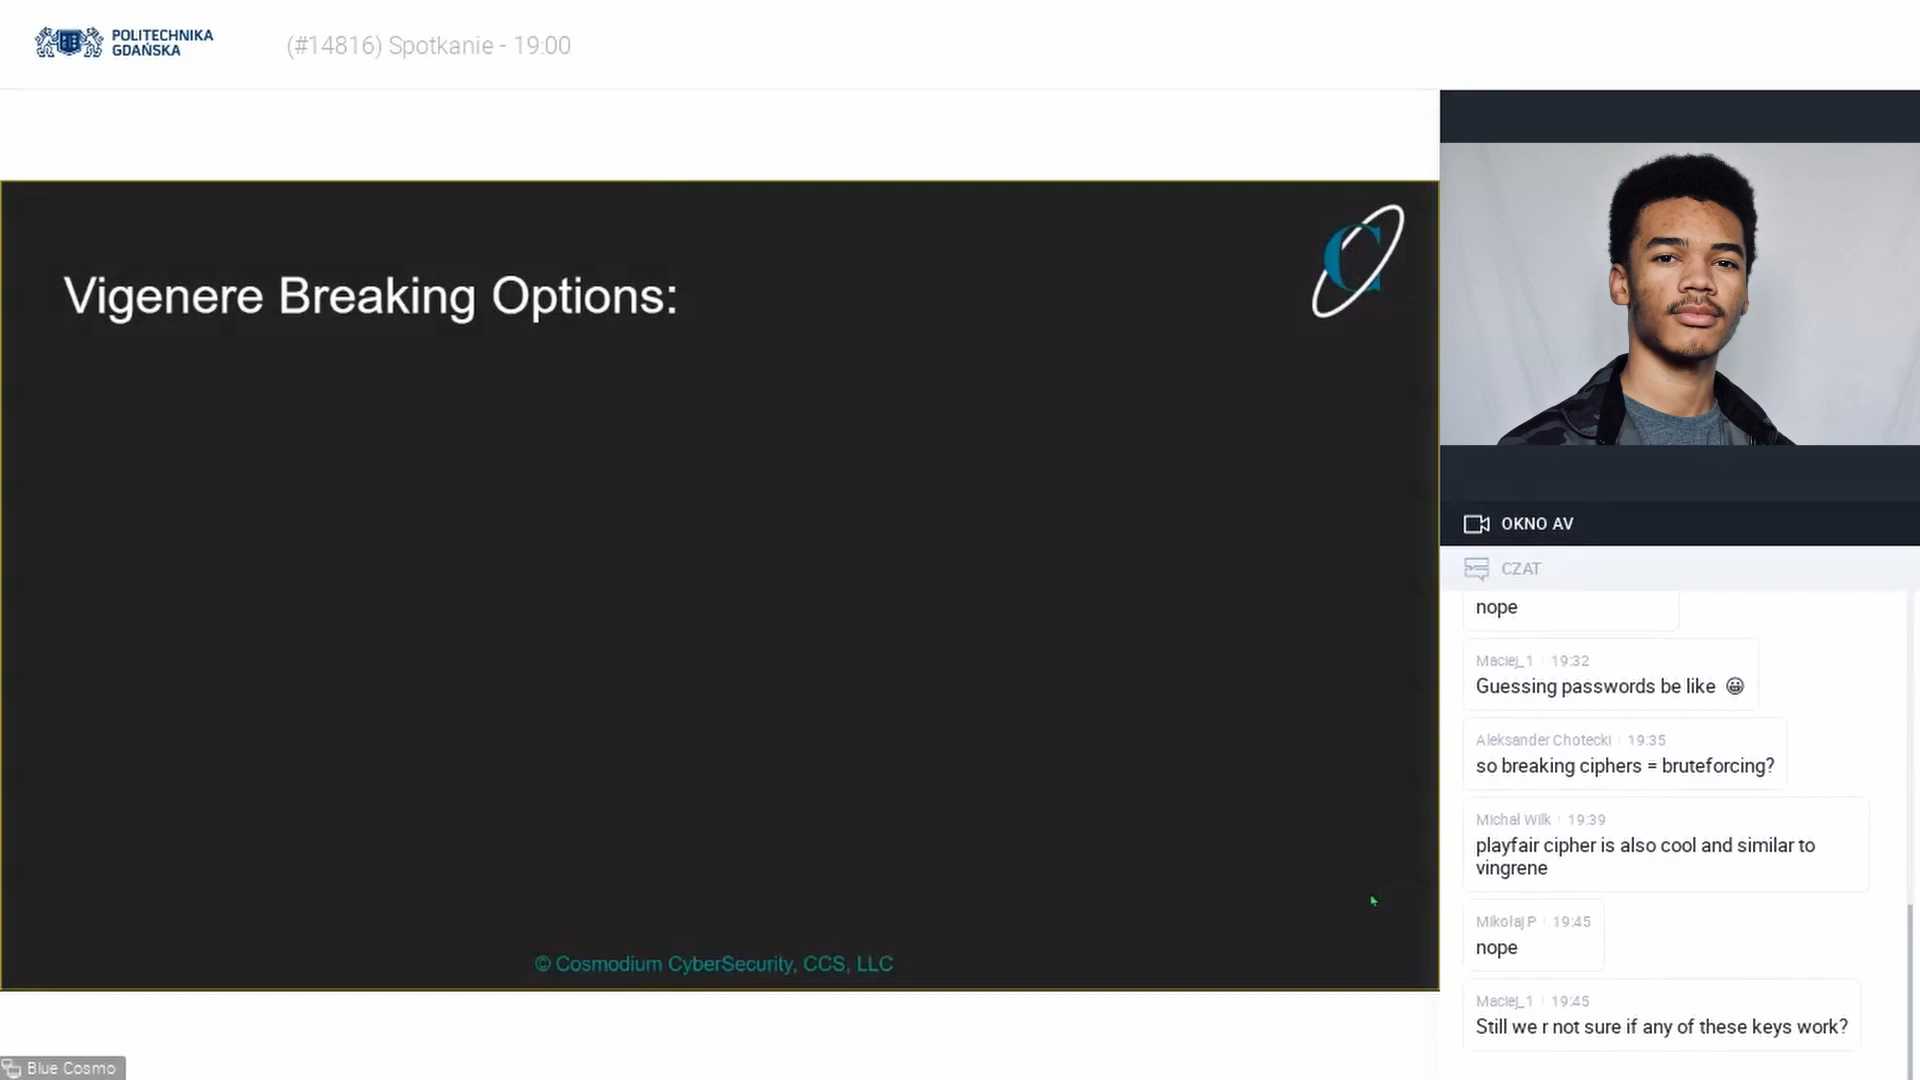 POLITECHNIKA
GDAŃSKA
(#14816) Spotkanie - 19:00
Vigenere Breaking Options:
C
© Cosmodium CyberSecurity, CCS, LLC
Blue Cosmo
OKNO AV
CZAT
nope
Maciej_1 19:32
Guessing passwords be like 😀
Aleksander Chotecki 19:35
so breaking ciphers = bruteforcing?
Michał Wilk 19:39
playfair cipher is also cool and similar to
vingrene
Mikołaj P 19:45
nope
Maciej_1 19:45
Still we r not sure if any of these keys work?